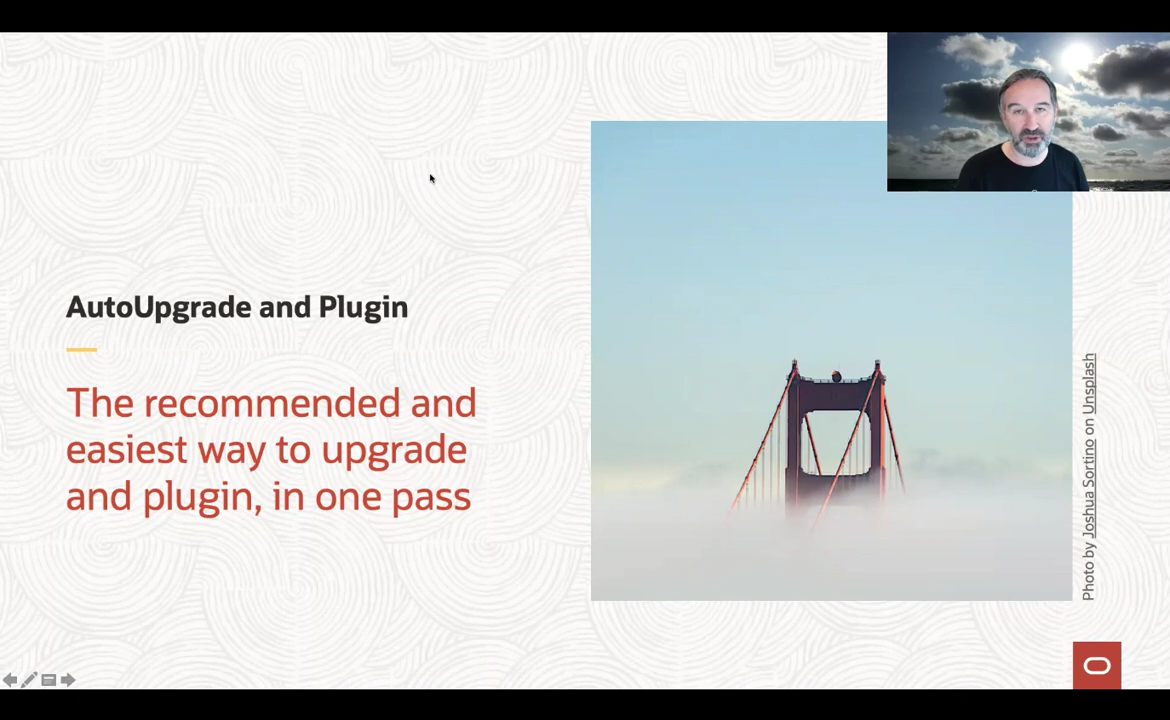 AutoUpgrade and Plugin
The recommended and
easiest way to upgrade
and plugin, in one pass
Photo by Joshua Sortino on Unsplash